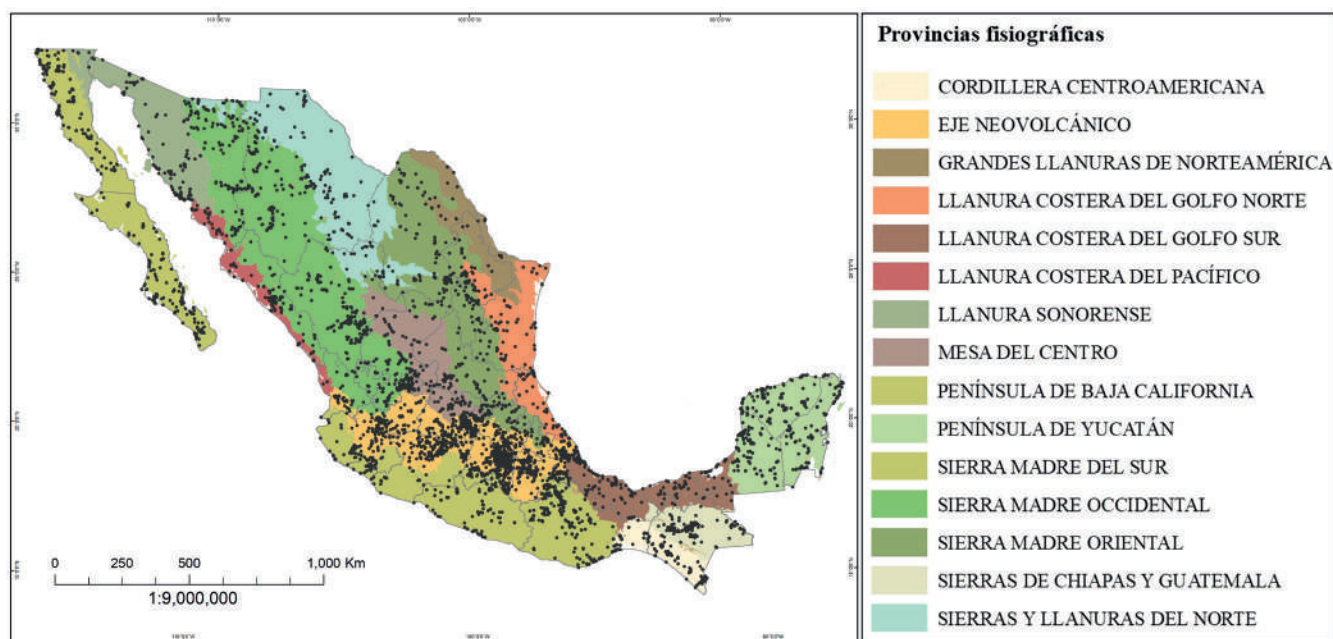 Provincias fisiográficas
CORDILLERA CENTROAMERICANA
EJE NEOVOLCÁNICO
GRANDES LLANURAS DE NORTEAMÉRICA
LLANURA COSTERA DEL GOLFO NORTE
LLANURA COSTERA DEL GOLFO SUR
LLANURA COSTERA DEL PACÍFICO
LLANURA SONORENSE
MESA DEL CENTRO
PENÍNSULA DE BAJA CALIFORNIA
PENÍNSULA DE YUCATÁN
SIERRA MADRE DEL SUR
SIERRA MADRE OCCIDENTAL
SIERRA MADRE ORIENTAL
SIERRAS DE CHIAPAS Y GUATEMALA
SIERRAS Y LLANURAS DEL NORTE
0 250 500 1,000 Km
1:9,000,000